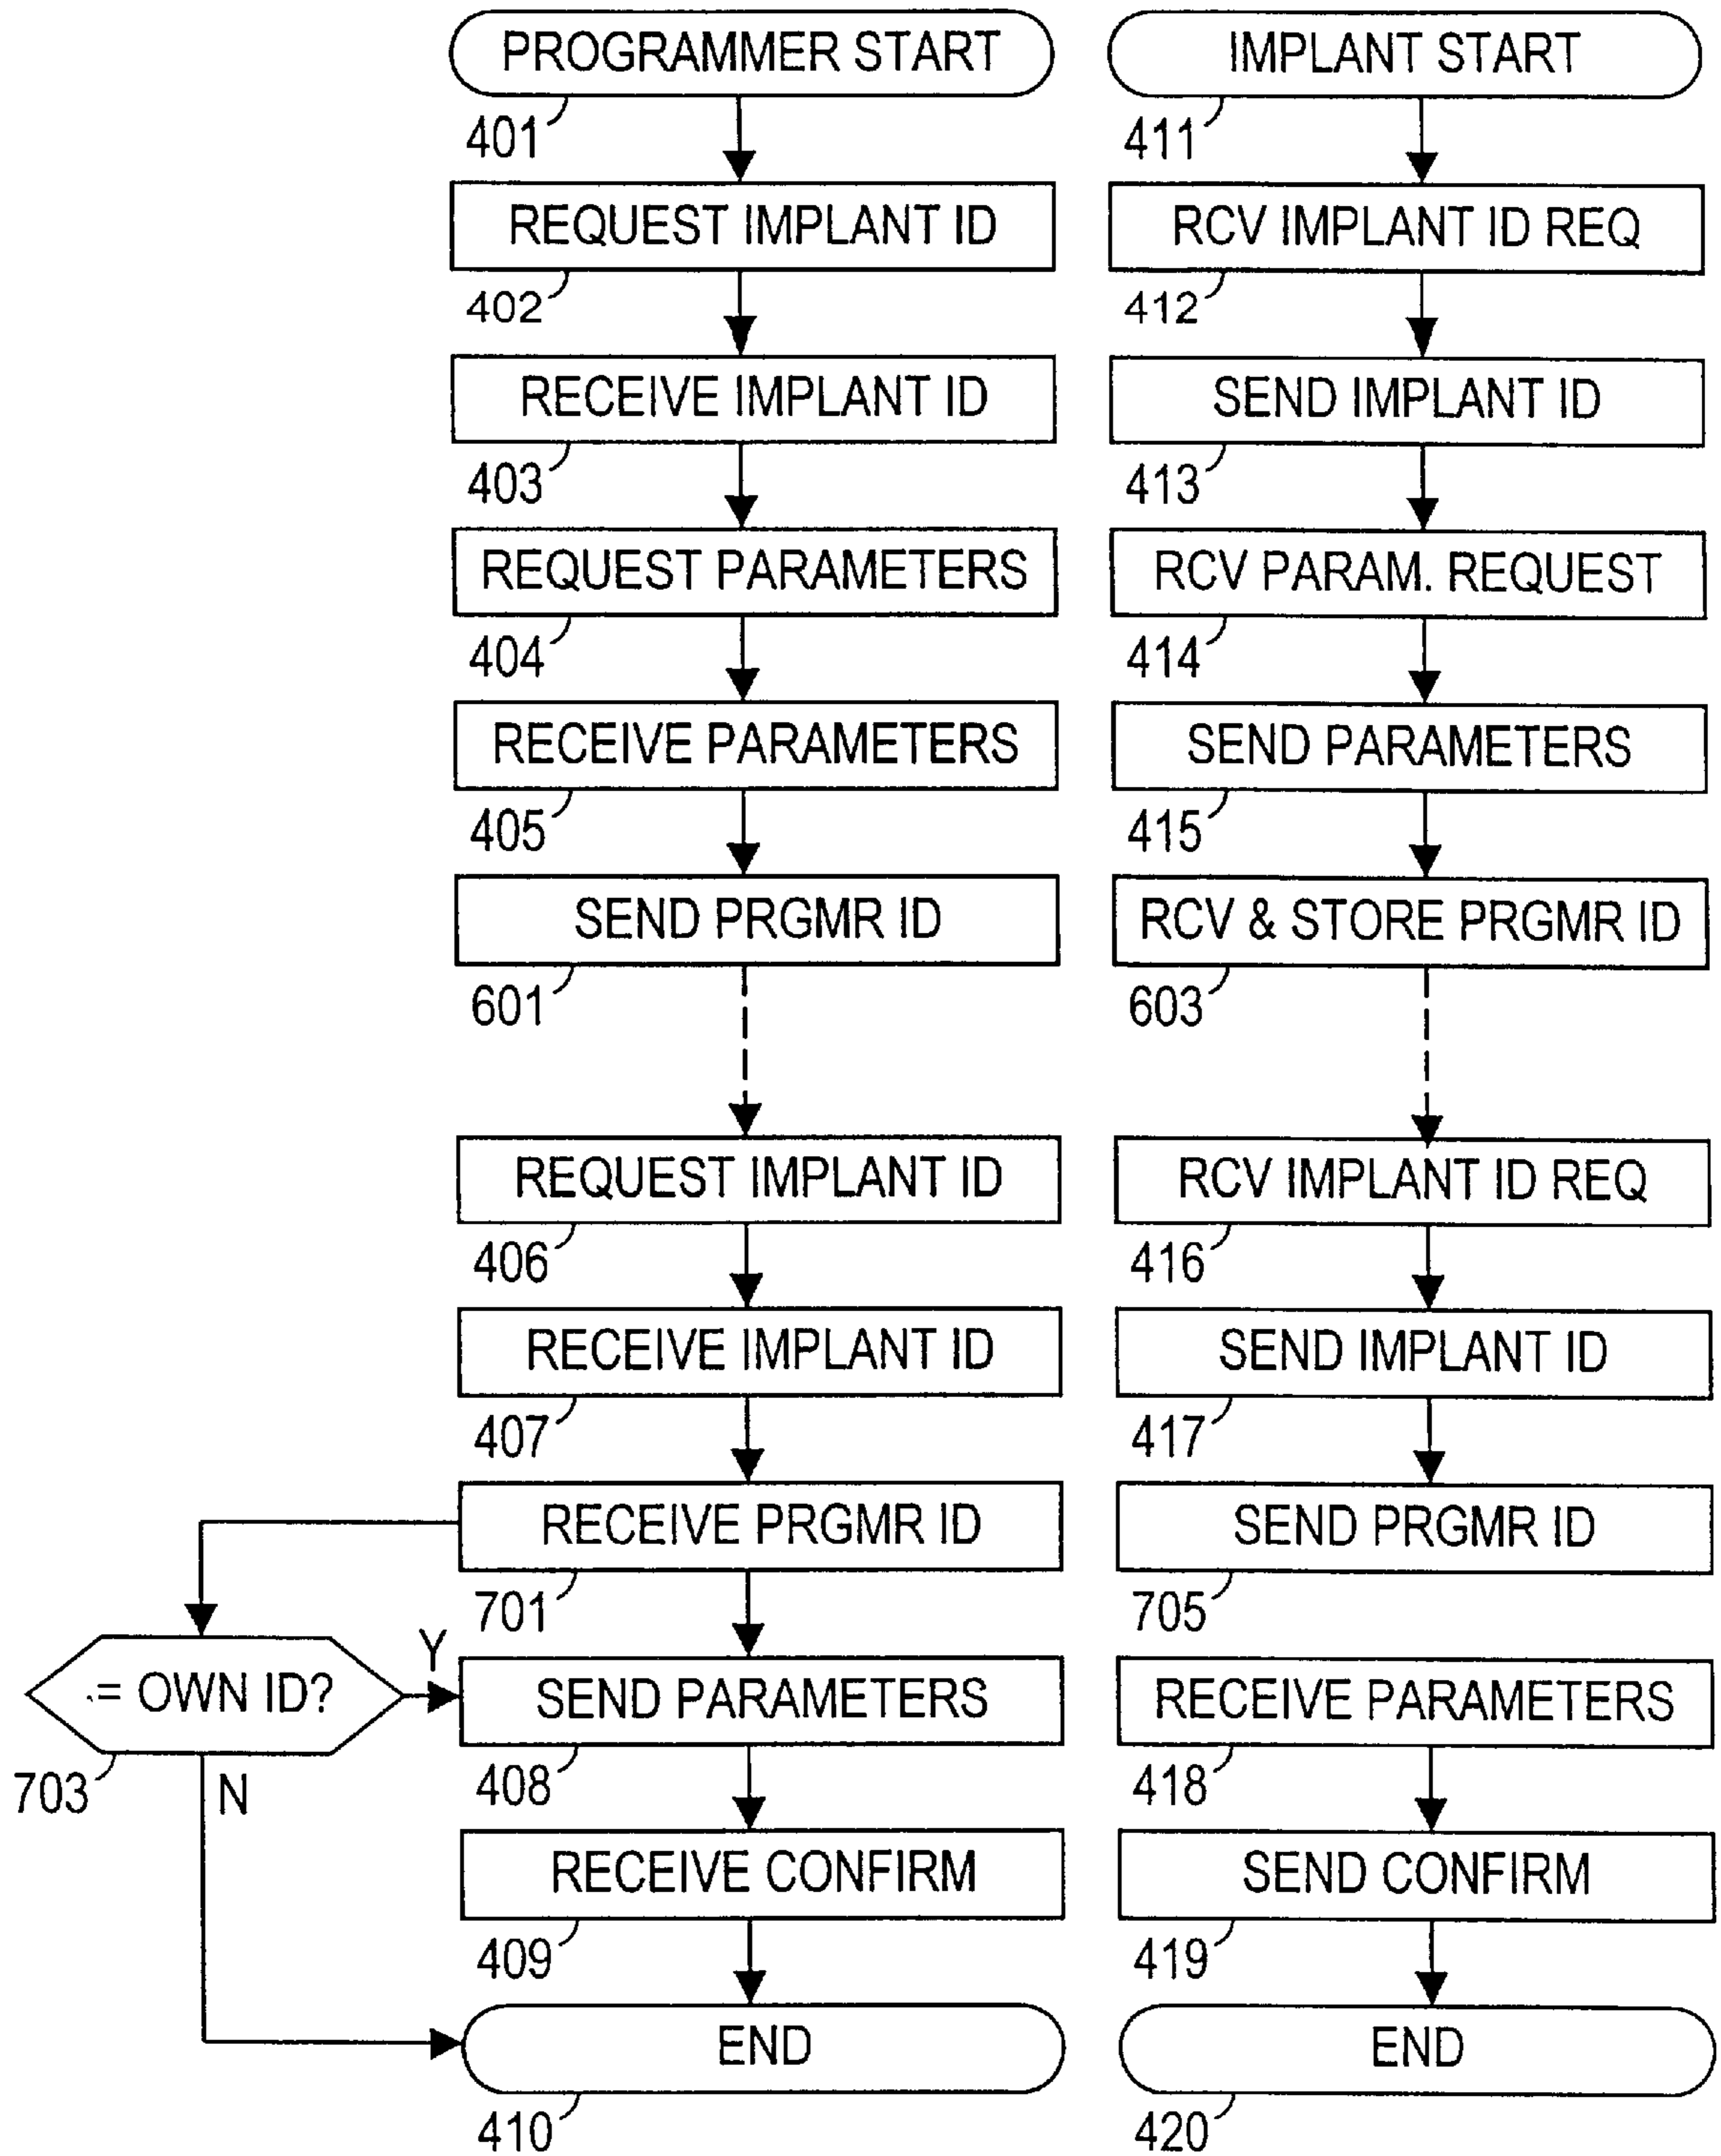 PROGRAMMER START
401
REQUEST IMPLANT ID
402
RECEIVE IMPLANT ID
403
REQUEST PARAMETERS
404
RECEIVE PARAMETERS
405
SEND PRGMR ID
601
REQUEST IMPLANT ID
406
RECEIVE IMPLANT ID
407
RECEIVE PRGMR ID
701
= OWN ID?
703
Y
N
SEND PARAMETERS
408
RECEIVE CONFIRM
409
END
410
IMPLANT START
411
RCV IMPLANT ID REQ
412
SEND IMPLANT ID
413
RCV PARAM. REQUEST
414
SEND PARAMETERS
415
RCV & STORE PRGMR ID
603
RCV IMPLANT ID REQ
416
SEND IMPLANT ID
417
SEND PRGMR ID
705
RECEIVE PARAMETERS
418
SEND CONFIRM
419
END
420